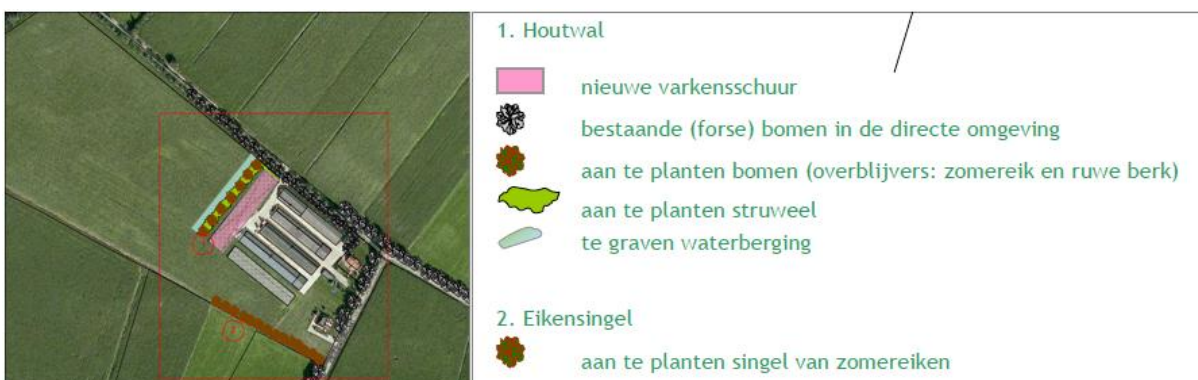 1. Houtwal
nieuwe varkensschuur
bestaande (forse) bomen in de directe omgeving
aan te planten bomen (overblijvers: zomereik en ruwe berk)
aan te planten struweel
te graven waterberging
2. Eikensingel
aan te planten singel van zomereiken